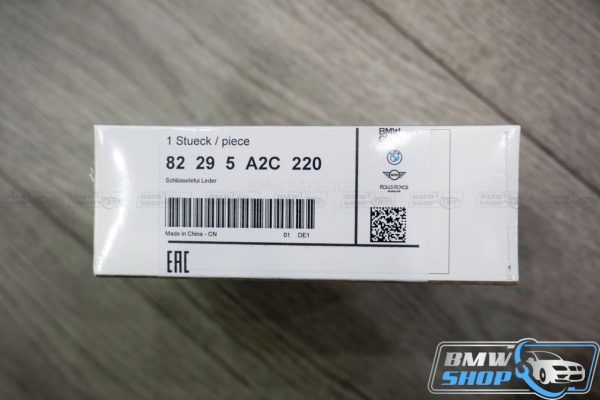 1 Stueck / piece
82 29 5 A2C 220
Schlüsseletui Leder
Made in China - CN 01 DE1
EAC
BMW
ROLLS-ROYCE
BMW
SHOP